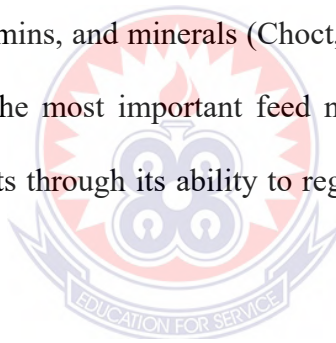 mins, and minerals (Choct,
he most important feed n
ts through its ability to reg
EDUCATION FOR SERVICE